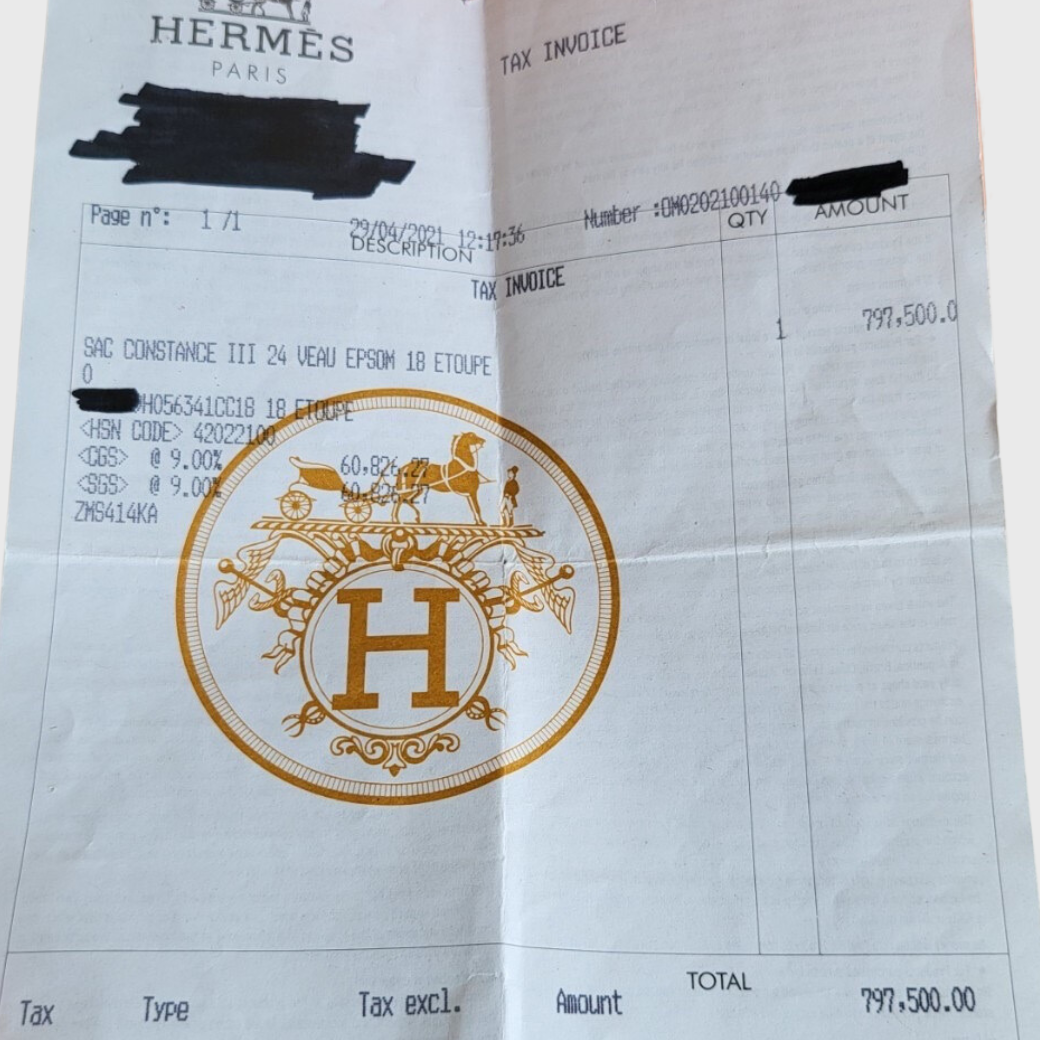 HERMÈS
PARIS
TAX INVOICE
Page n°: 1 /1
29/04/2021 12:17:36
Number :OM0202100140
DESCRIPTION
QTY
AMOUNT
TAX INVOICE
1 797,500.0
SAC CONSTANCE III 24 VEAU EPSOM 18 ETOUPE
0
H056341CC18 18 ETOUPE
<HSN CODE> 42022100
<CGS> @ 9.00% 60,826.27
<SGS> @ 9.00% 60,826.27
ZMS414KA
H
TOTAL
Tax Type Tax excl. Amount 797,500.00